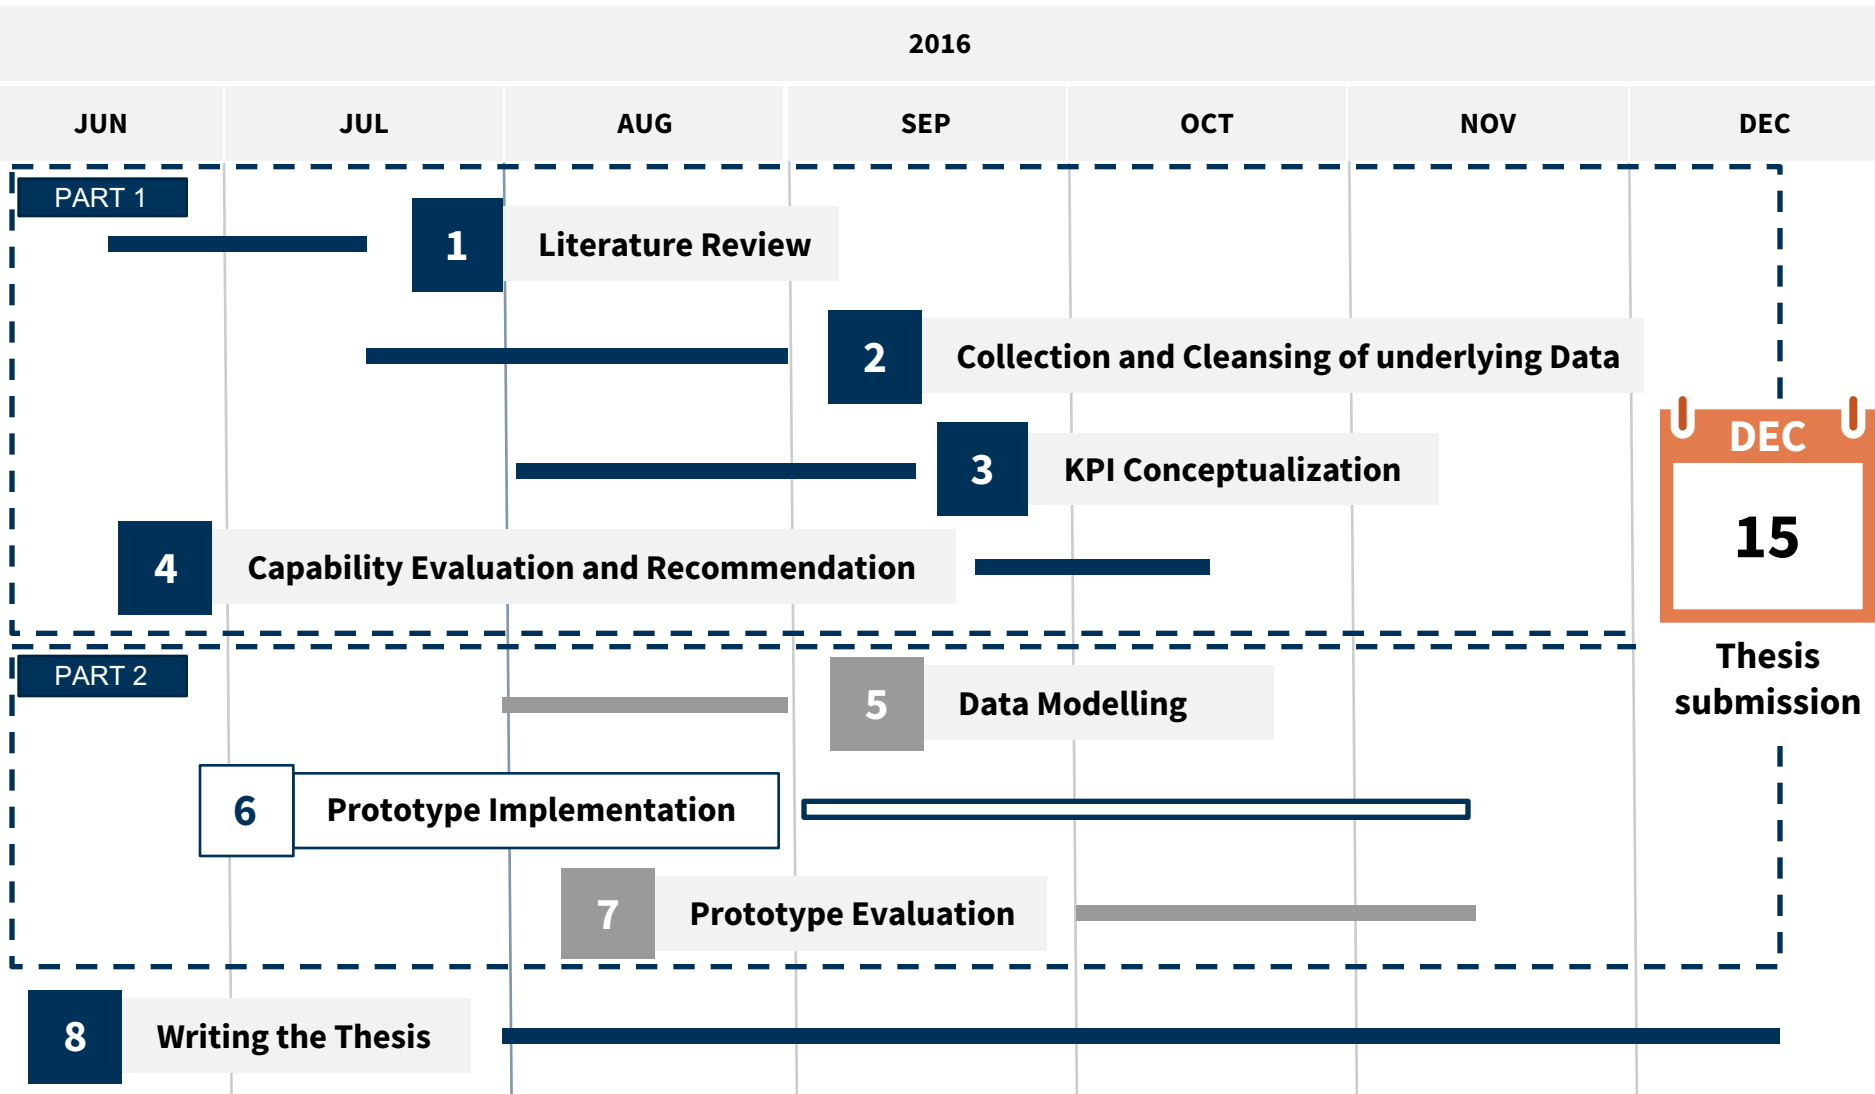 2016
JUN
JUL
AUG
SEP
OCT
NOV
DEC
PART 1
1
Literature Review
2
Collection and Cleansing of underlying Data
3
KPI Conceptualization
DEC
15
Thesis
submission
4
Capability Evaluation and Recommendation
PART 2
5
Data Modelling
6
Prototype Implementation
7
Prototype Evaluation
8
Writing the Thesis